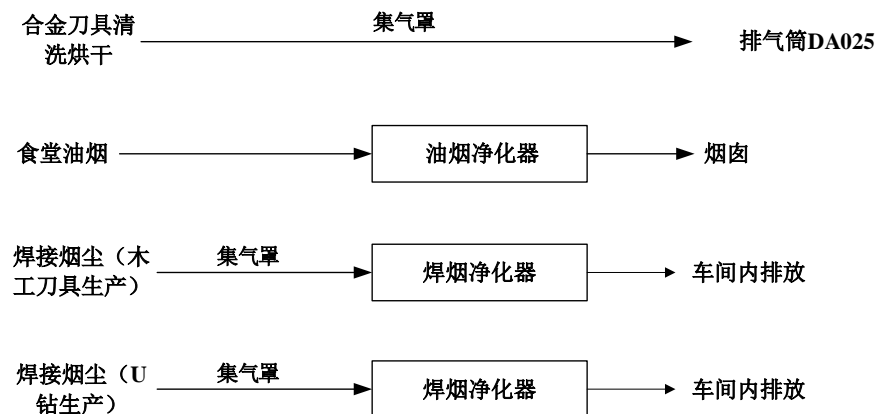 合金刀具清
洗烘干
集气罩
排气筒DA025
食堂油烟
油烟净化器
烟囱
焊接烟尘（木
工刀具生产）
集气罩
焊烟净化器
车间内排放
焊接烟尘（U
钻生产）
集气罩
焊烟净化器
车间内排放